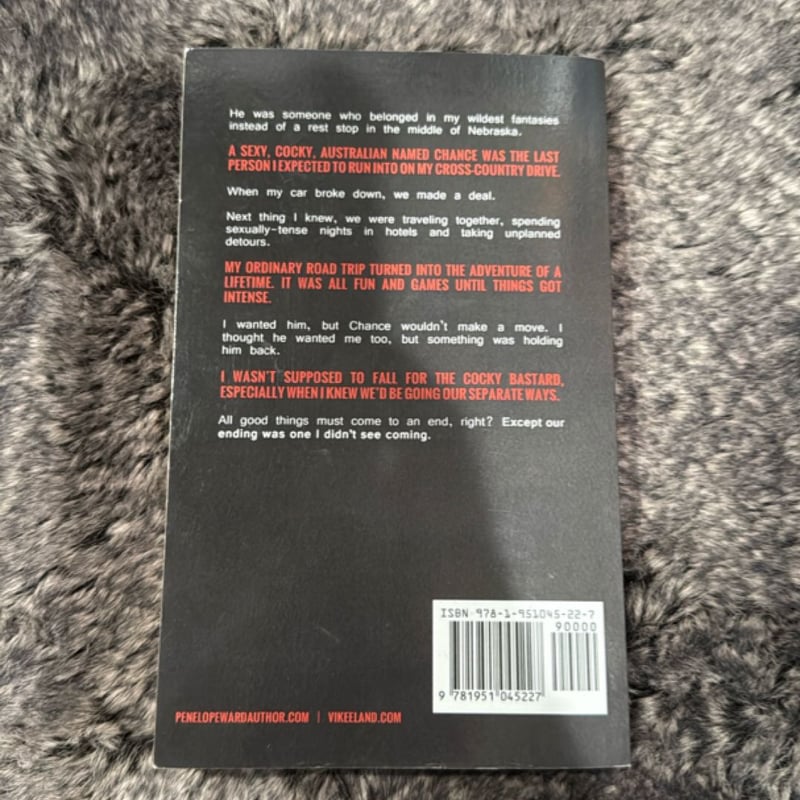 He was someone who belonged in my wildest fantasies
instead of a rest stop in the middle of Nebraska.
A SEXY, COCKY, AUSTRALIAN NAMED CHANCE WAS THE LAST
PERSON I EXPECTED TO RUN INTO ON MY CROSS-COUNTRY DRIVE.
When my car broke down, we made a deal.
Next thing I knew, we were traveling together, spending
sexually-tense nights in hotels and taking unplanned
detours.
MY ORDINARY ROAD TRIP TURNED INTO THE ADVENTURE OF A
LIFETIME. IT WAS ALL FUN AND GAMES UNTIL THINGS GOT
INTENSE.
I wanted him, but Chance wouldn't make a move. I
thought he wanted me too, but something was holding
him back.
I WASN'T SUPPOSED TO FALL FOR THE COCKY BASTARD,
ESPECIALLY WHEN I KNEW WE'D BE GOING OUR SEPARATE WAYS.
All good things must come to an end, right? Except our
ending was one I didn't see coming.
ISBN 978-1-951045-22-7
90000
9 781951 045227
PENELOPEWARDAUTHOR.COM | VIKEELAND.COM